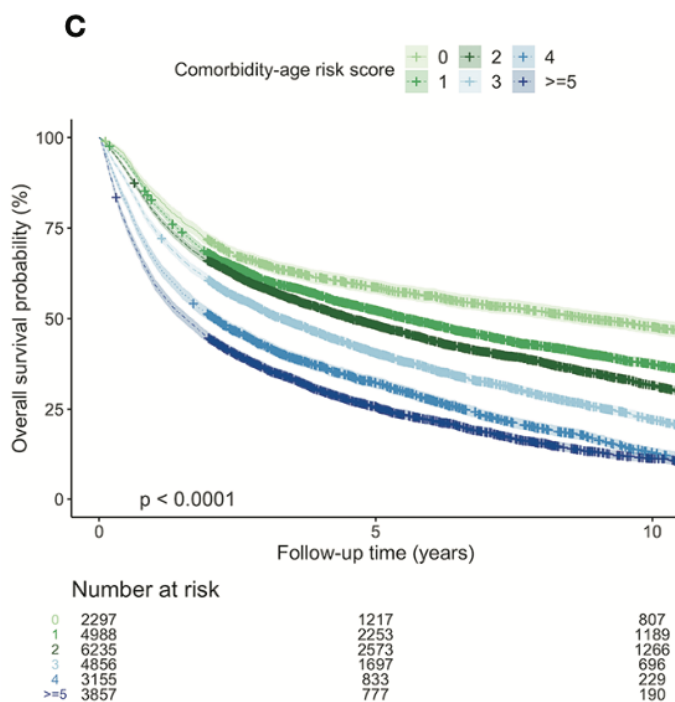 C
Comorbidity-age risk score 0 2 4
1 3 >=5
Overall survival probability (%)
100
75
50
25
0
p < 0.0001
0 5 10
Follow-up time (years)
Number at risk
0 2297 1217 807
1 4988 2253 1189
2 6235 2573 1266
3 4856 1697 696
4 3155 833 229
>=5 3857 777 190